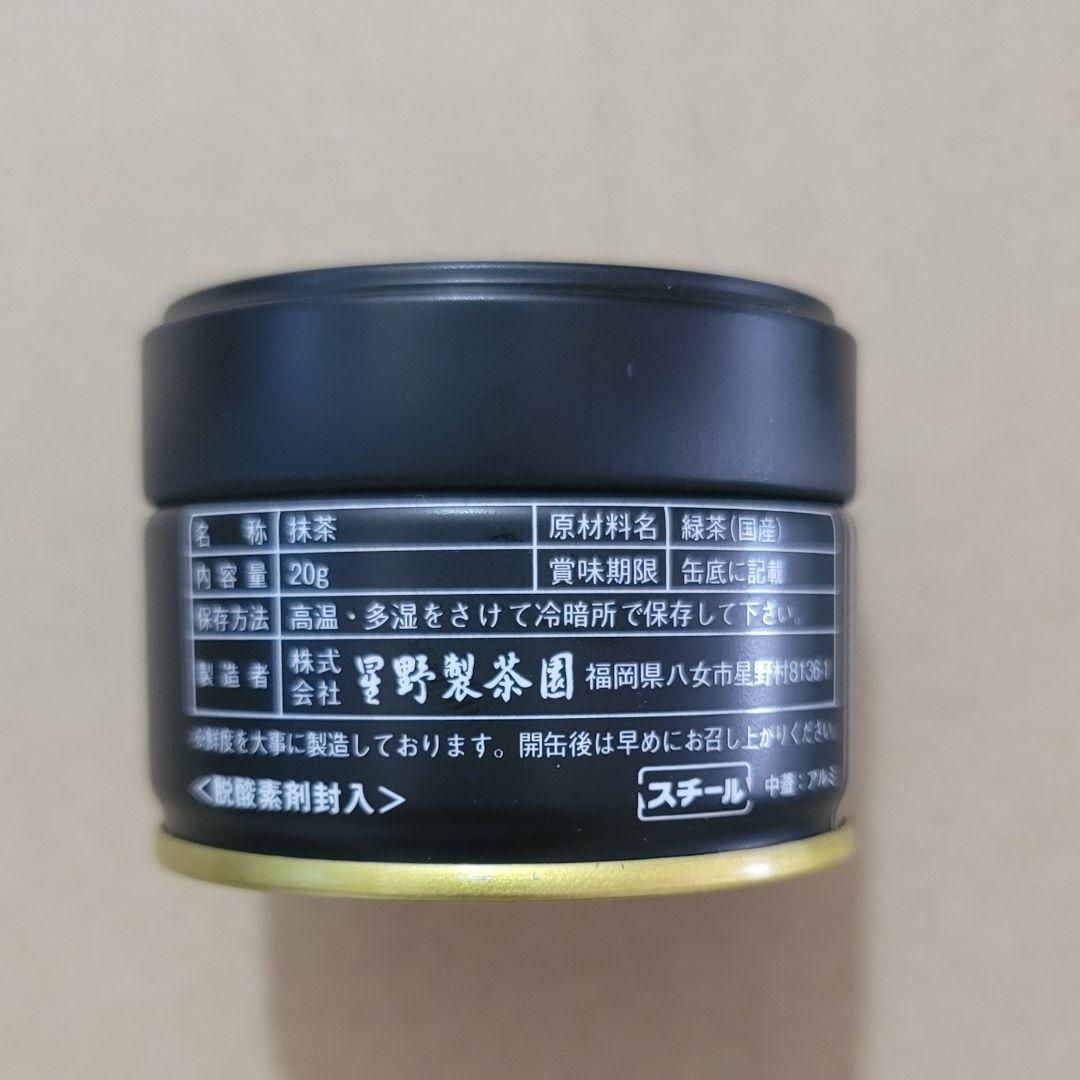 名称 抹茶 原材料名 緑茶(国産)
内容量 20g 賞味期限 缶底に記載
保存方法 高温・多湿をさけて冷暗所で保存して下さい。
製造者 株式会社 星野製茶園 福岡県八女市星野村8136-1
※鮮度を大事に製造しております。開缶後は早めにお召し上がりください。
<脱酸素剤封入> スチール 中蓋:アルミ